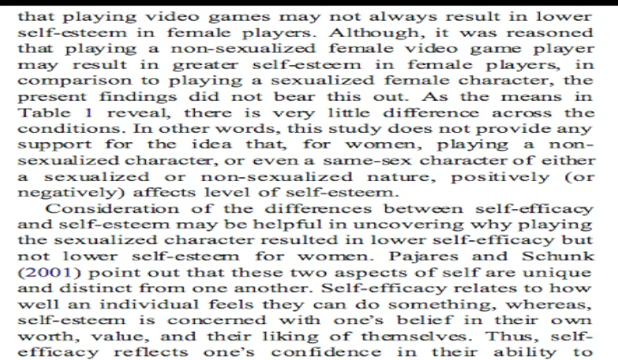 that playing video games may not always result in lower
self-esteem in female players. Although, it was reasoned
that playing a non-sexualized female video game player
may result in greater self-esteem in female players, in
comparison to playing a sexualized female character, the
present findings did not bear this out. As the means in
Table 1 reveal, there is very little difference across the
conditions. In other words, this study does not provide any
support for the idea that, for women, playing a non-
sexualized character, or even a same-sex character of either
a sexualized or non-sexualized nature, positively (or
negatively) affects level of self-esteem.
Consideration of the differences between self-efficacy
and self-esteem may be helpful in uncovering why playing
the sexualized character resulted in lower self-efficacy but
not lower self-esteem for women. Pajares and Schunk
(2001) point out that these two aspects of self are unique
and distinct from one another. Self-efficacy relates to how
well an individual feels they can do something, whereas,
self-esteem is concerned with one's belief in their own
worth, value, and their liking of themselves. Thus, self-
efficacy reflects one's confidence in their ability to